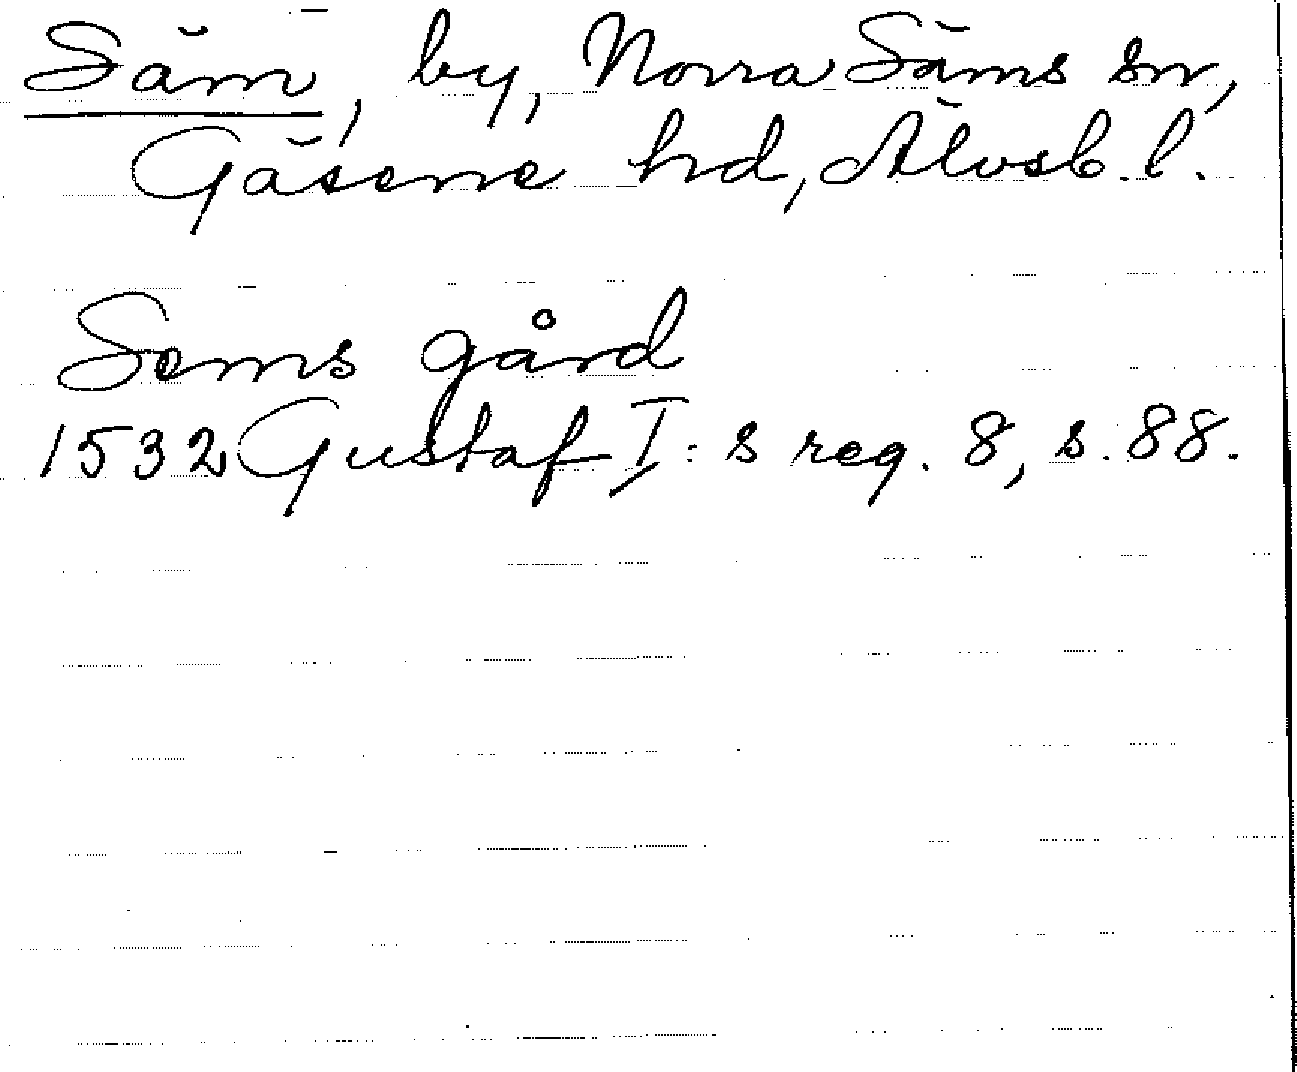 Säm, by, Norra Säms sn,
Gäsene hd, Älvsb. l.
Sems gård
1532 Gustaf I:s reg. 8, s. 88.